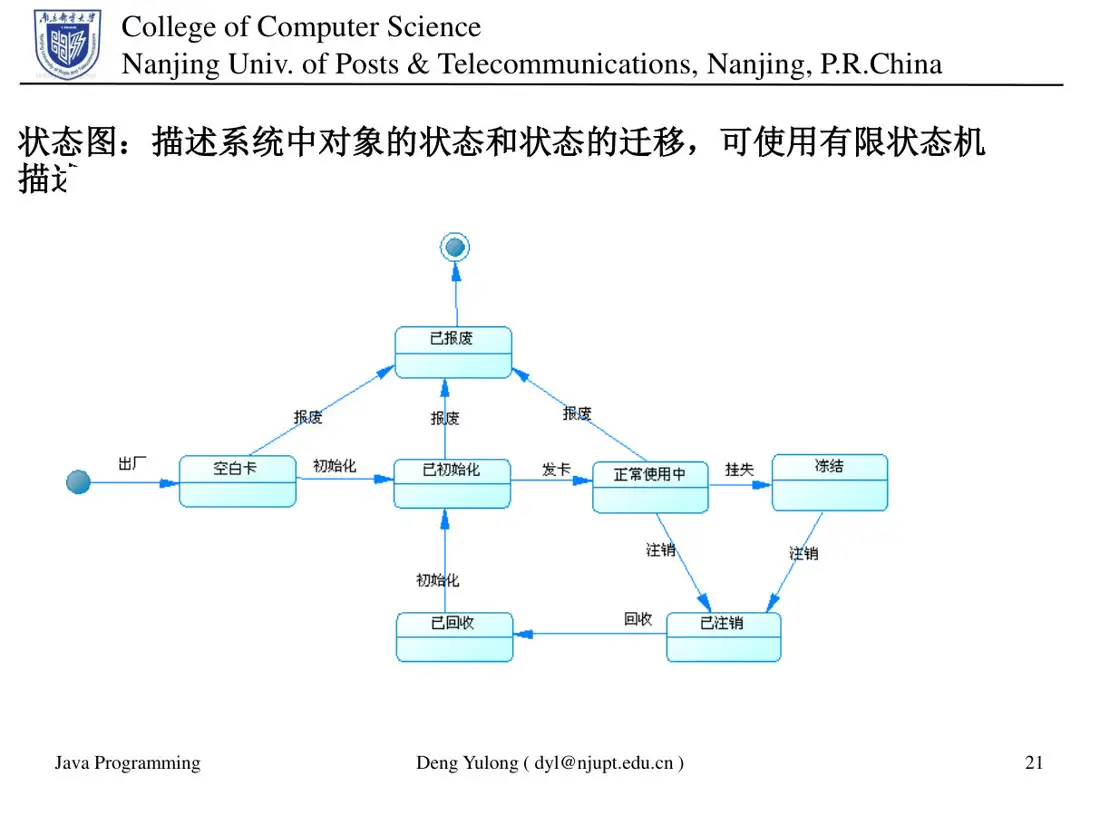 College of Computer Science
Nanjing Univ. of Posts & Telecommunications, Nanjing, P.R.China
状态图：描述系统中对象的状态和状态的迁移，可使用有限状态机
描述
已报废
报废
报废
报废
出厂
空白卡
初始化
已初始化
发卡
正常使用中
挂失
冻结
注销
注销
初始化
已回收
回收
已注销
Java Programming
Deng Yulong ( dyl@njupt.edu.cn )
21